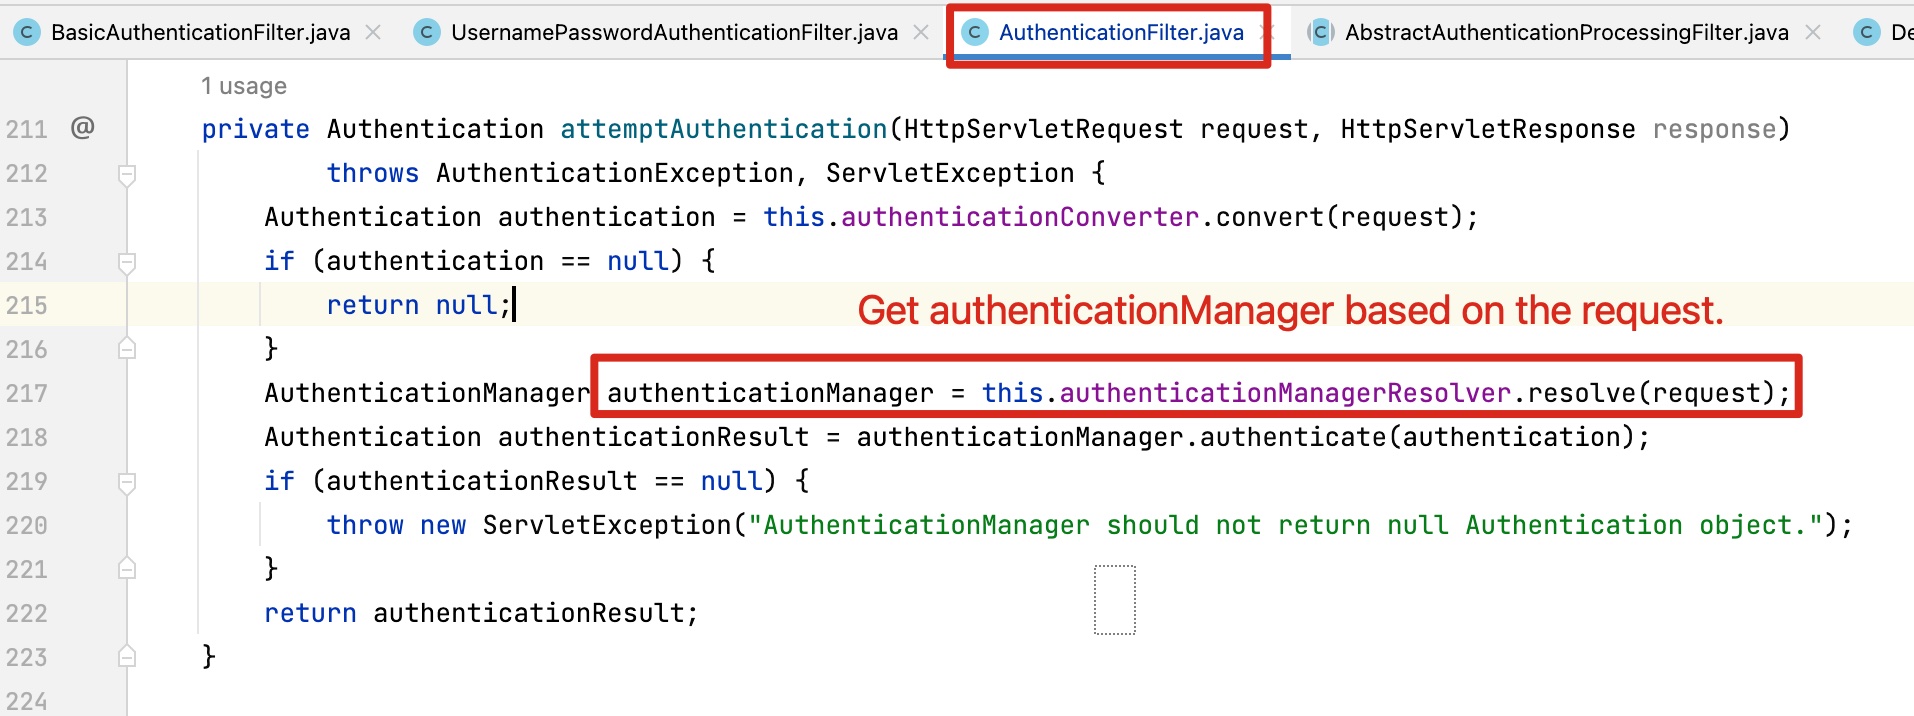 BasicAuthenticationFilter.java UsernamePasswordAuthenticationFilter.java AuthenticationFilter.java AbstractAuthenticationProcessingFilter.java De
1 usage
211 @ private Authentication attemptAuthentication(HttpServletRequest request, HttpServletResponse response)
212 throws AuthenticationException, ServletException {
213 Authentication authentication = this.authenticationConverter.convert(request);
214 if (authentication == null) {
215 return null;
Get authenticationManager based on the request.
216 }
217 AuthenticationManager authenticationManager = this.authenticationManagerResolver.resolve(request);
218 Authentication authenticationResult = authenticationManager.authenticate(authentication);
219 if (authenticationResult == null) {
220 throw new ServletException("AuthenticationManager should not return null Authentication object.");
221 }
222 return authenticationResult;
223 }
224